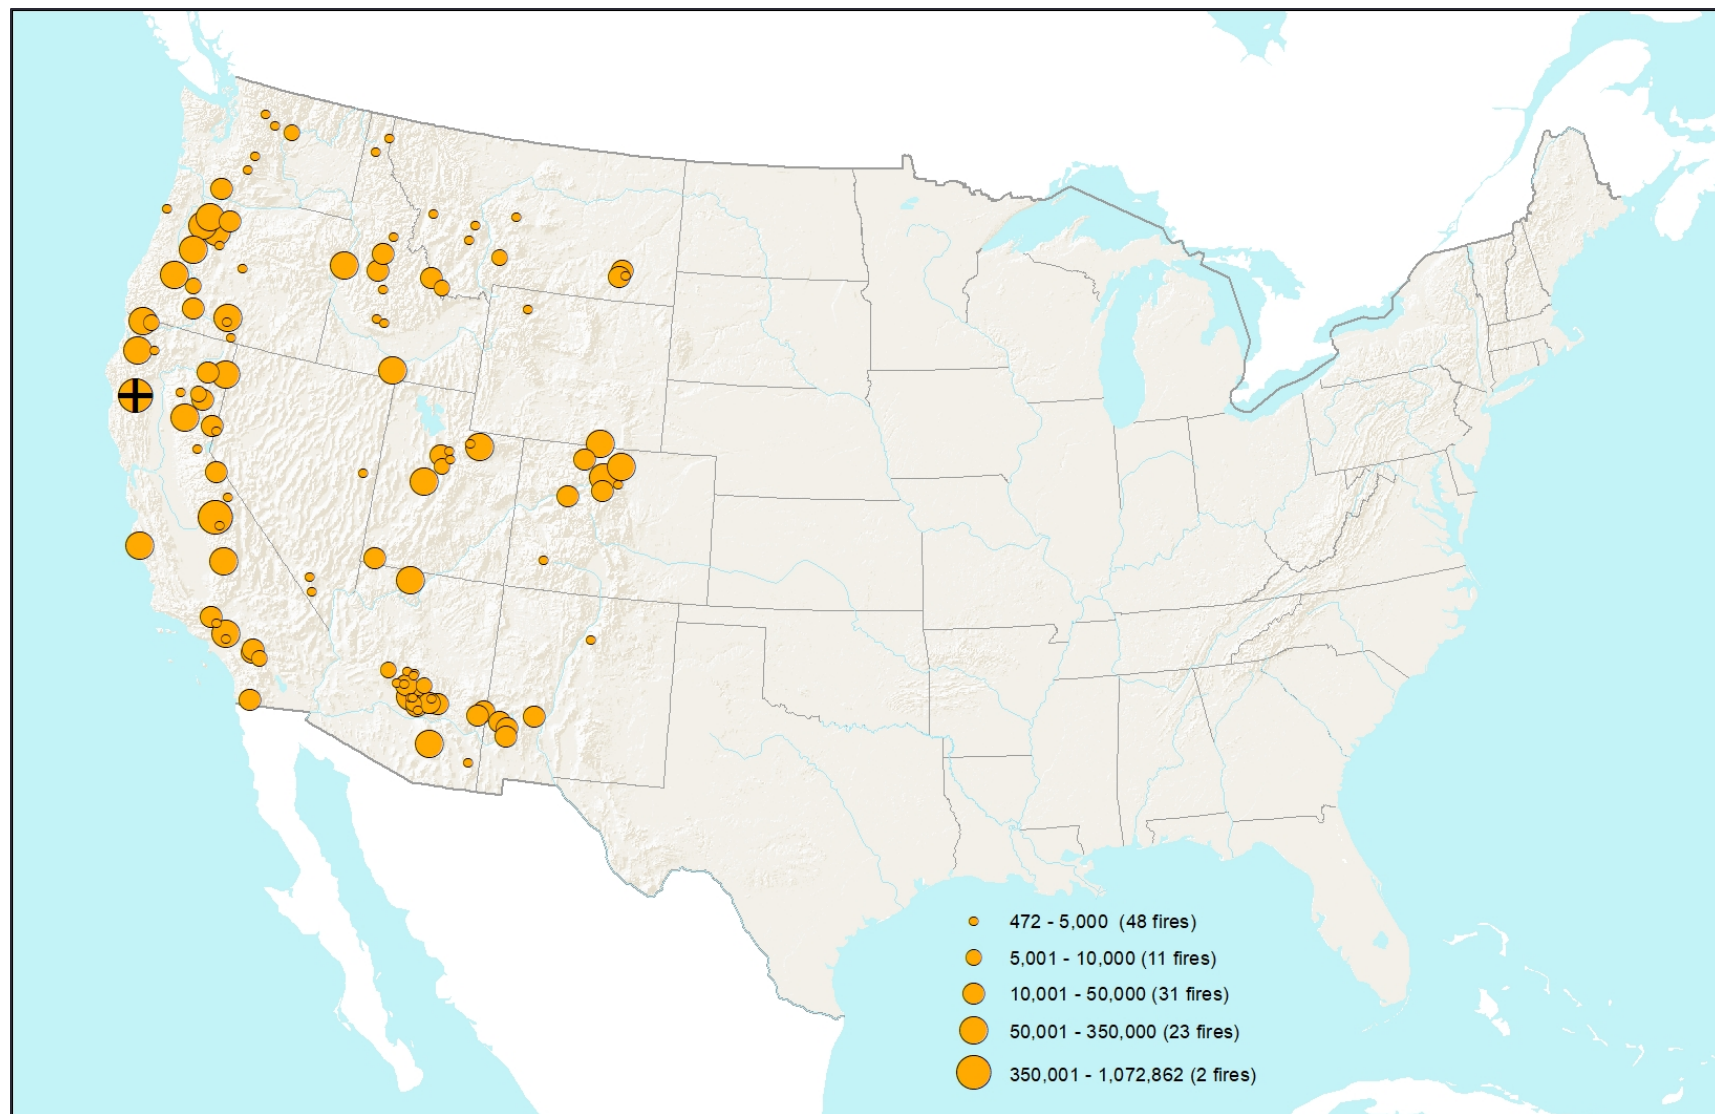 472 - 5,000 (48 fires)
5,001 - 10,000 (11 fires)
10,001 - 50,000 (31 fires)
50,001 - 350,000 (23 fires)
350,001 - 1,072,862 (2 fires)